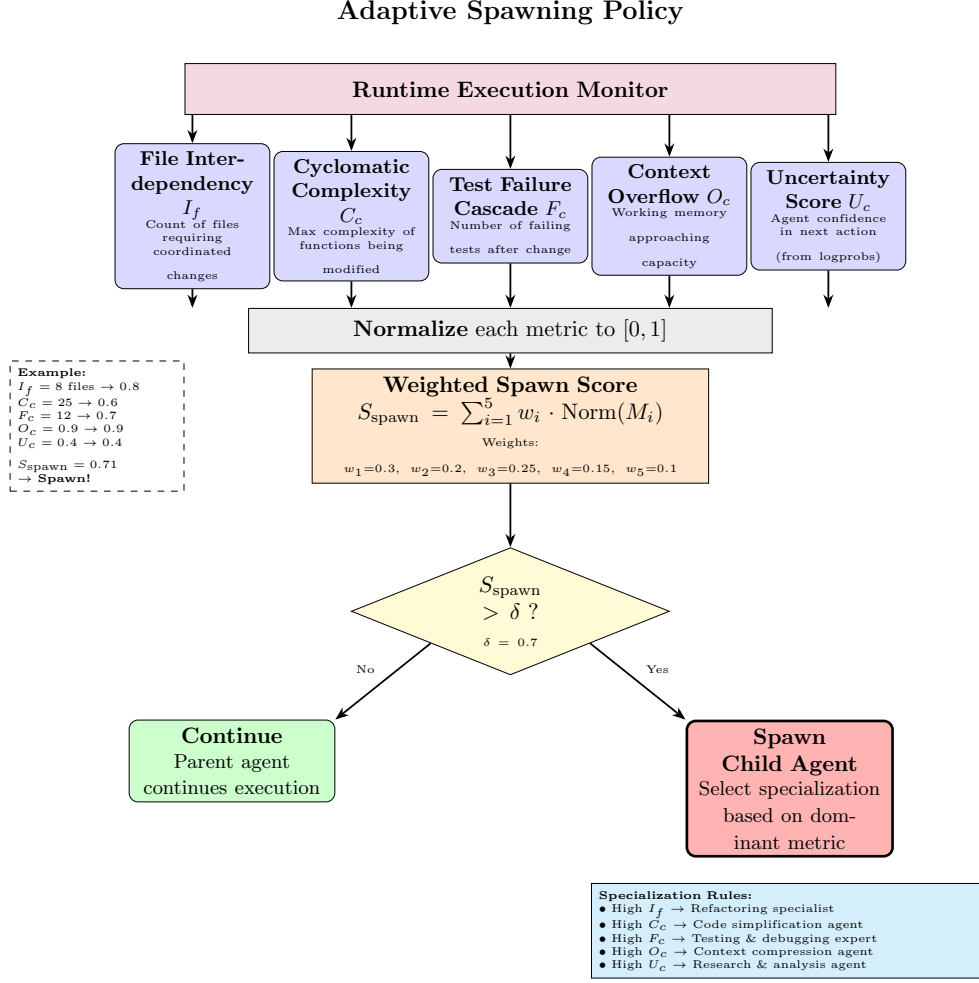 Adaptive Spawning Policy
Runtime Execution Monitor
File Inter-
dependency
I_f
Count of files
requiring
coordinated
changes
Cyclomatic
Complexity
C_c
Max complexity of
functions being
modified
Test Failure
Cascade F_c
Number of failing
tests after change
Context
Overflow O_c
Working memory
approaching
capacity
Uncertainty
Score U_c
Agent confidence
in next action
(from logprobs)
Normalize each metric to [0, 1]
Example:
I_f = 8 files → 0.8
C_c = 25 → 0.6
F_c = 12 → 0.7
O_c = 0.9 → 0.9
U_c = 0.4 → 0.4
S_spawn = 0.71
→ Spawn!
Weighted Spawn Score
S_spawn = ∑_{i=1}^{5} w_i · Norm(M_i)
Weights:
w_1=0.3, w_2=0.2, w_3=0.25, w_4=0.15, w_5=0.1
S_spawn
> δ ?
δ = 0.7
No
Yes
Continue
Parent agent
continues execution
Spawn
Child Agent
Select specialization
based on dom-
inant metric
Specialization Rules:
• High I_f → Refactoring specialist
• High C_c → Code simplification agent
• High F_c → Testing & debugging expert
• High O_c → Context compression agent
• High U_c → Research & analysis agent